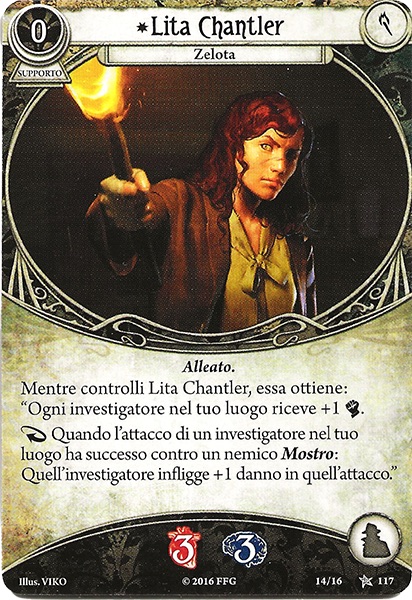 0
*Lita Chantler
SUPPORTO
Zelota
Alleato.
Mentre controlli Lita Chantler, essa ottiene:
“Ogni investigatore nel tuo luogo riceve +1 .
Quando l’attacco di un investigatore nel tuo
luogo ha successo contro un nemico Mostro:
Quell’investigatore infligge +1 danno in quell’attacco.”
3 3
Illus. VIKO © 2016 FFG 14/16 117